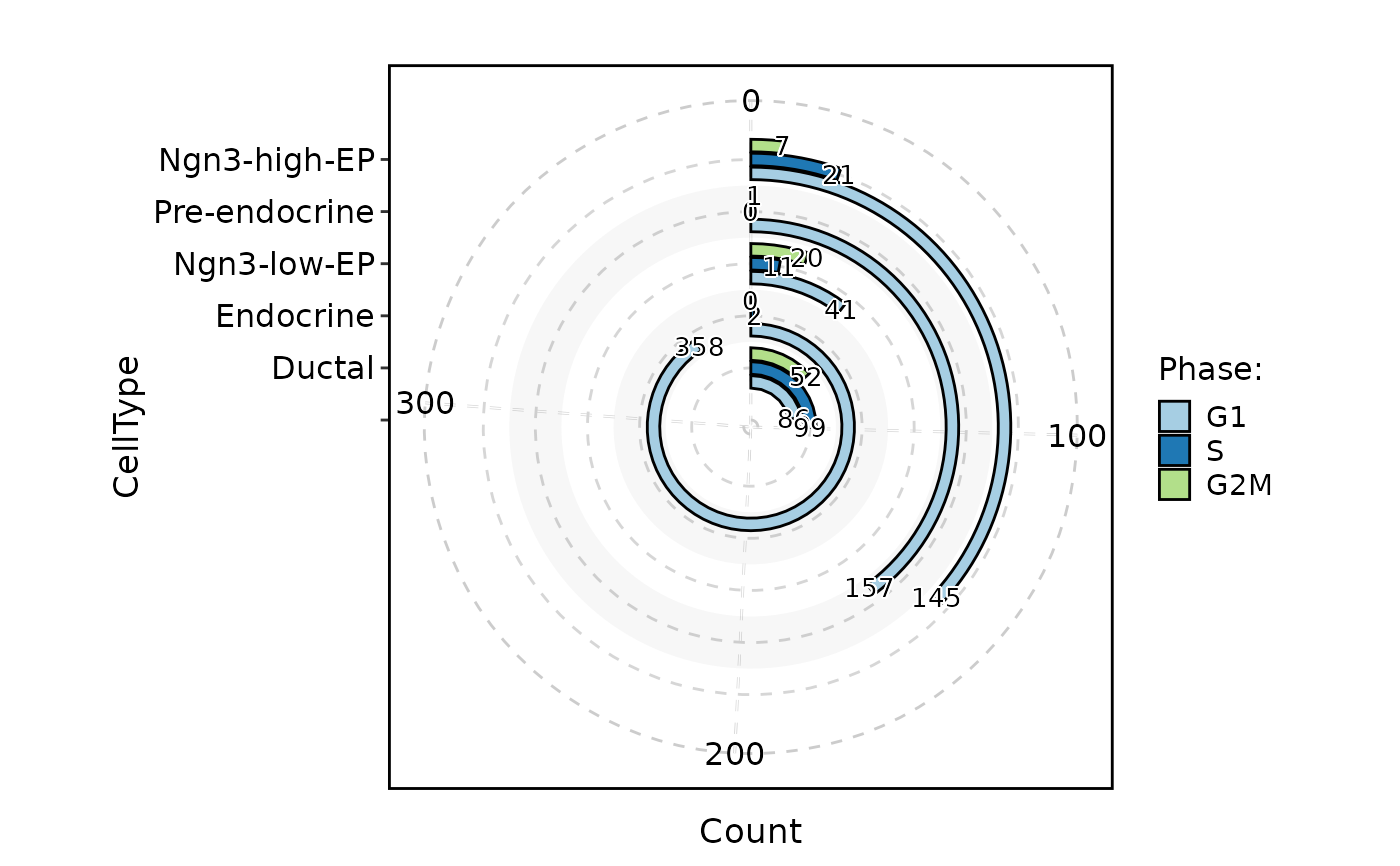 0
Ngn3-high-EP
7
21
Pre-endocrine
1
0
Ngn3-low-EP
20
11
41
Endocrine
0
2
Ductal
358
52
86
99
300
100
157
145
200
CellType
Count
Phase:
G1
S
G2M